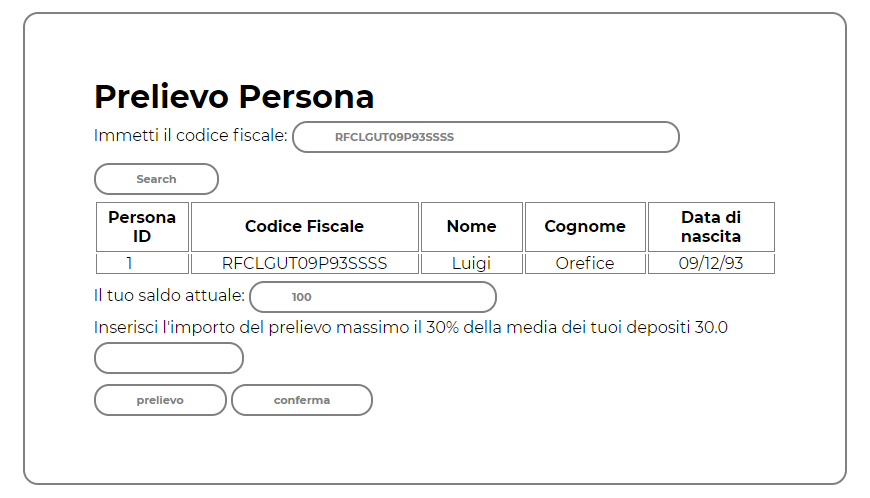 Prelievo Persona
Immetti il codice fiscale: RFCLGUT09P93SSSS
Search
Persona ID Codice Fiscale Nome Cognome Data di nascita
1 RFCLGUT09P93SSSS Luigi Orefice 09/12/93
Il tuo saldo attuale: 100
Inserisci l'importo del prelievo massimo il 30% della media dei tuoi depositi 30.0
prelievo conferma